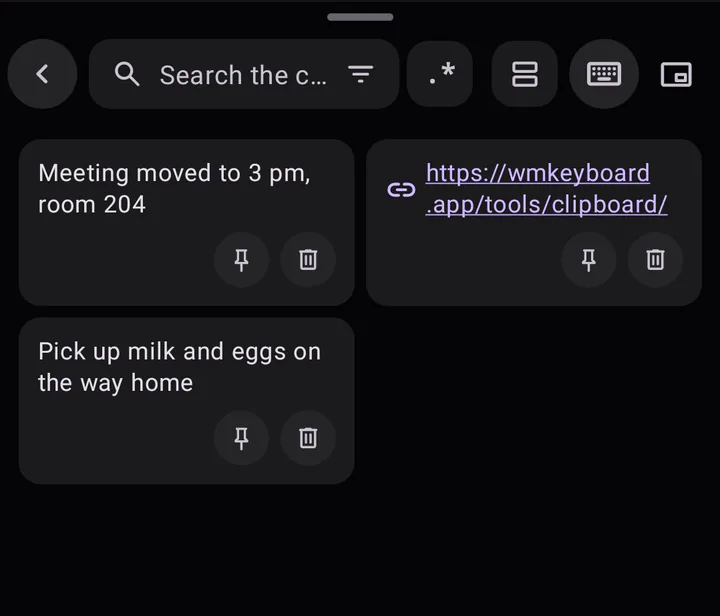 Search the c...
.*
Meeting moved to 3 pm,
room 204
https://wmkeyboard
.app/tools/clipboard/
Pick up milk and eggs on
the way home